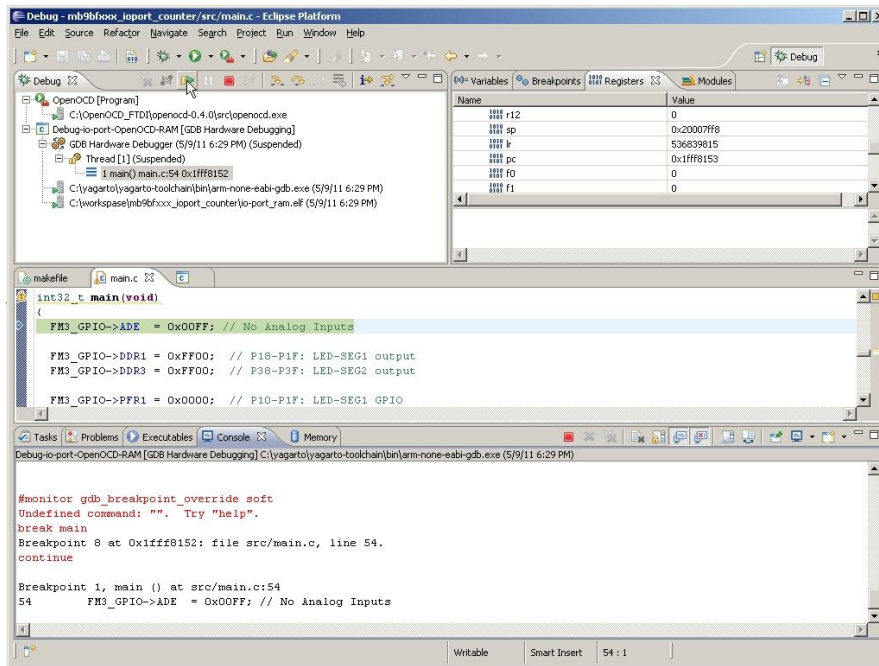 Debug - mb9bfxxx_ioport_counter/src/main.c - Eclipse Platform
File Edit Source Refactor Navigate Search Project Run Window Help
Debug
Debug
OpenOCD [Program]
C:\OpenOCD_FTDI\openocd-0.4.0\src\openocd.exe
Debug-io-port-OpenOCD-RAM [GDB Hardware Debugging]
GDB Hardware Debugger (5/9/11 6:29 PM) (Suspended)
Thread [1] (Suspended)
1 main() main.c:54 0x1fff8152
C:\yagarto\yagarto-toolchain\bin\arm-none-eabi-gdb.exe (5/9/11 6:29 PM)
C:\workspase\mb9bfxxx_ioport_counter\io-port_ram.elf (5/9/11 6:29 PM)
(x)= Variables Breakpoints Registers Modules
Name Value
r12 0
sp 0x20007ff8
lr 536839815
pc 0x1fff8153
f0 0
f1 0
makefile main.c
int32_t main(void)
{
FM3_GPIO->ADE = 0x00FF; // No Analog Inputs
FM3_GPIO->DDR1 = 0xFF00; // P18-P1F: LED-SEG1 output
FM3_GPIO->DDR3 = 0xFF00; // P38-P3F: LED-SEG2 output
FM3_GPIO->PFR1 = 0x0000; // P10-P1F: LED-SEG1 GPIO
Tasks Problems Executables Console Memory
Debug-io-port-OpenOCD-RAM [GDB Hardware Debugging] C:\yagarto\yagarto-toolchain\bin\arm-none-eabi-gdb.exe (5/9/11 6:29 PM)
#monitor gdb_breakpoint_override soft
Undefined command: "". Try "help".
break main
Breakpoint 8 at 0x1fff8152: file src/main.c, line 54.
continue
Breakpoint 1, main () at src/main.c:54
54 FM3_GPIO->ADE = 0x00FF; // No Analog Inputs
Writable Smart Insert 54 : 1